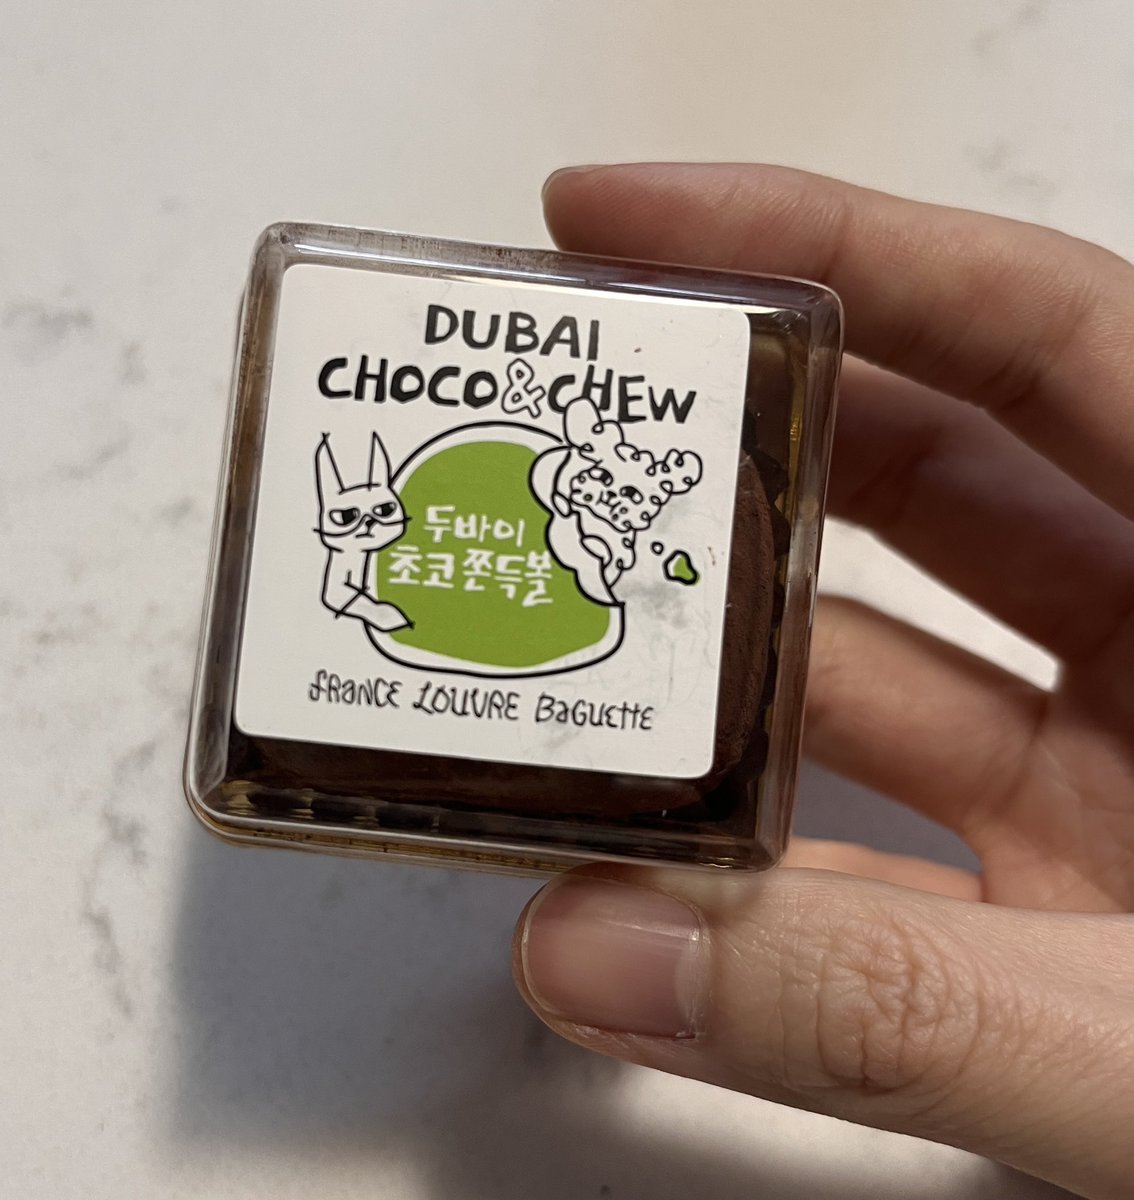 DUBAI
CHOCO & CHEW
두바이
초코쫀득볼
FRANCE LOUVRE BAGUETTE